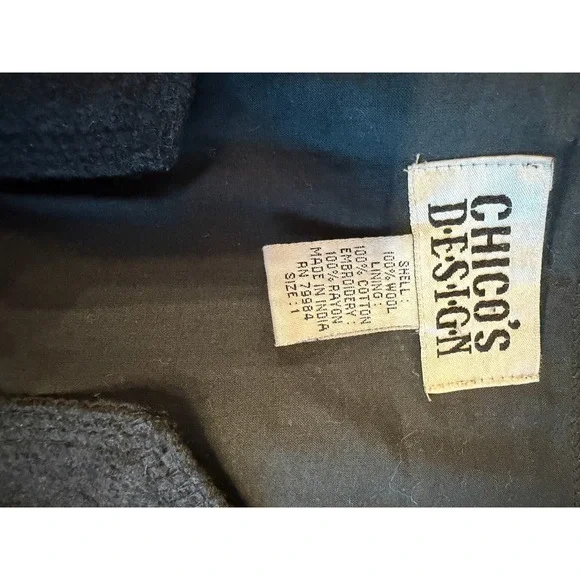 CHICO'S
D·E·S·I·G·N
SHELL:
100% WOOL
LINING:
100% COTTON
EMBROIDERY:
100% RAYON
MADE IN INDIA
RN 79984
SIZE: 1